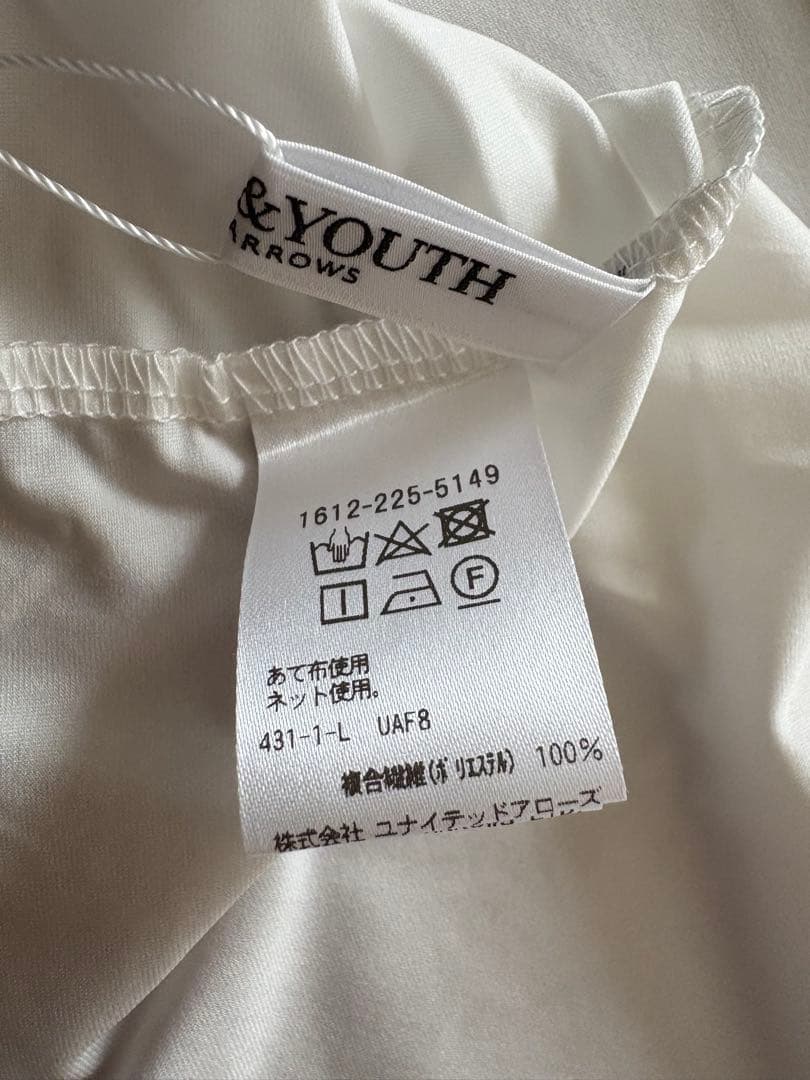 &YOUTH
ARROWS
1612-225-5149
F
あて布使用
ネット使用。
431-1-L UAF8
複合繊維(ポリエステル) 100%
株式会社 ユナイテッドアローズ